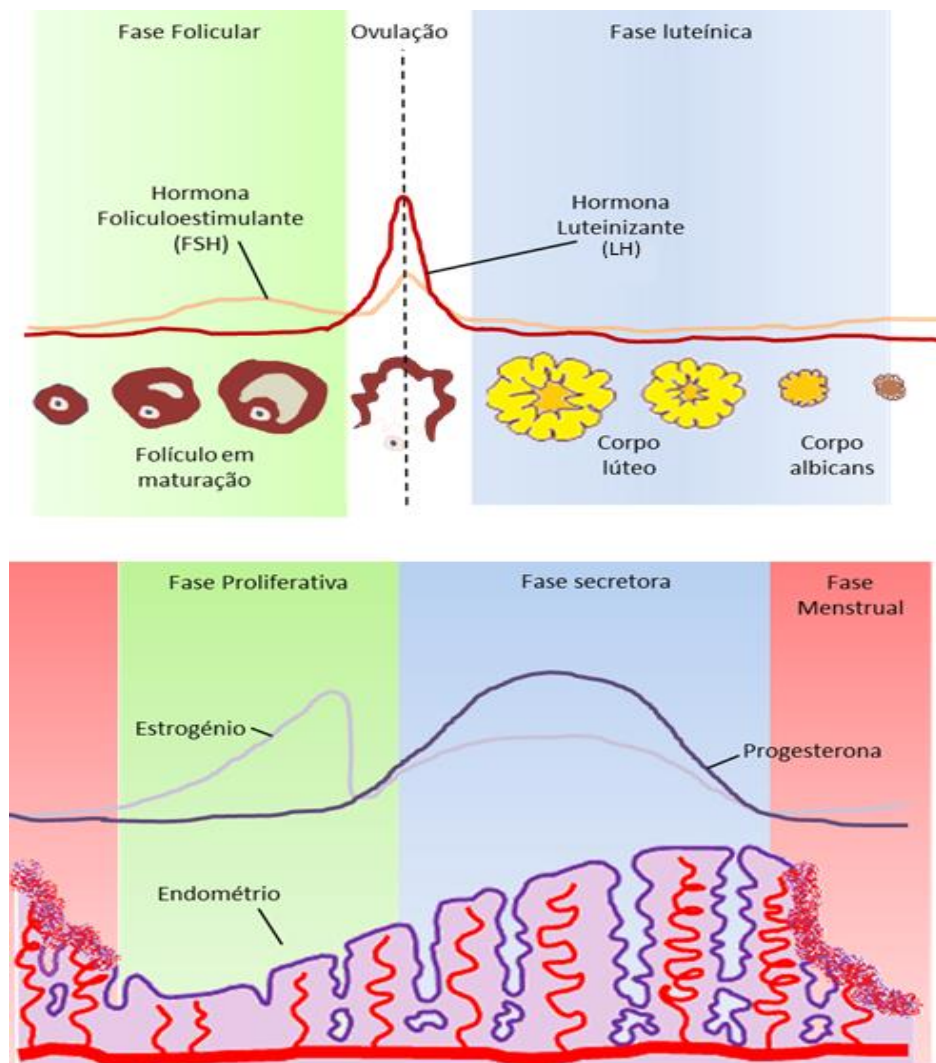 Fase Folicular
Ovulação
Fase luteínica
Hormona
Foliculoestimulante
(FSH)
Hormona
Luteinizante
(LH)
Folículo em
maturação
Corpo
lúteo
Corpo
albicans
Fase Proliferativa
Fase secretora
Fase
Menstrual
Estrogénio
Progesterona
Endométrio